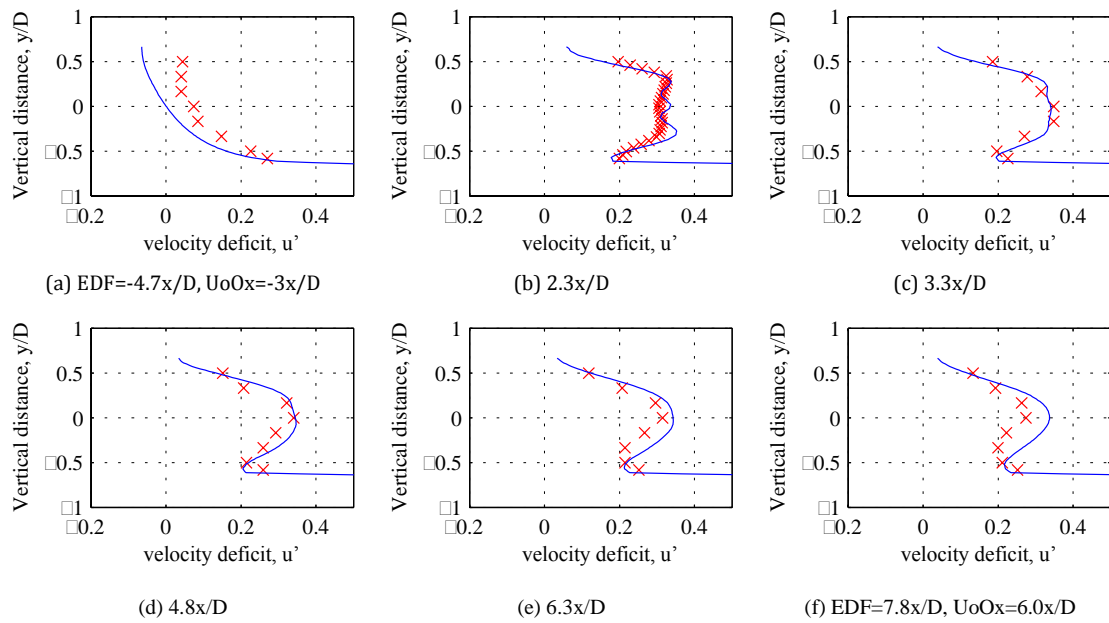 1 1 1
0.5 0.5 0.5
0 0 0
□0.5 □0.5 □0.5
□1 □1 □1
□0.2 0 0.2 0.4 □0.2 0 0.2 0.4 □0.2 0 0.2 0.4
Vertical distance, y/D Vertical distance, y/D Vertical distance, y/D
velocity deficit, u’ velocity deficit, u’ velocity deficit, u’
(a) EDF=-4.7x/D, UoOx=-3x/D (b) 2.3x/D (c) 3.3x/D
1 1 1
0.5 0.5 0.5
0 0 0
□0.5 □0.5 □0.5
□1 □1 □1
□0.2 0 0.2 0.4 □0.2 0 0.2 0.4 □0.2 0 0.2 0.4
Vertical distance, y/D Vertical distance, y/D Vertical distance, y/D
velocity deficit, u’ velocity deficit, u’ velocity deficit, u’
(d) 4.8x/D (e) 6.3x/D (f) EDF=7.8x/D, UoOx=6.0x/D